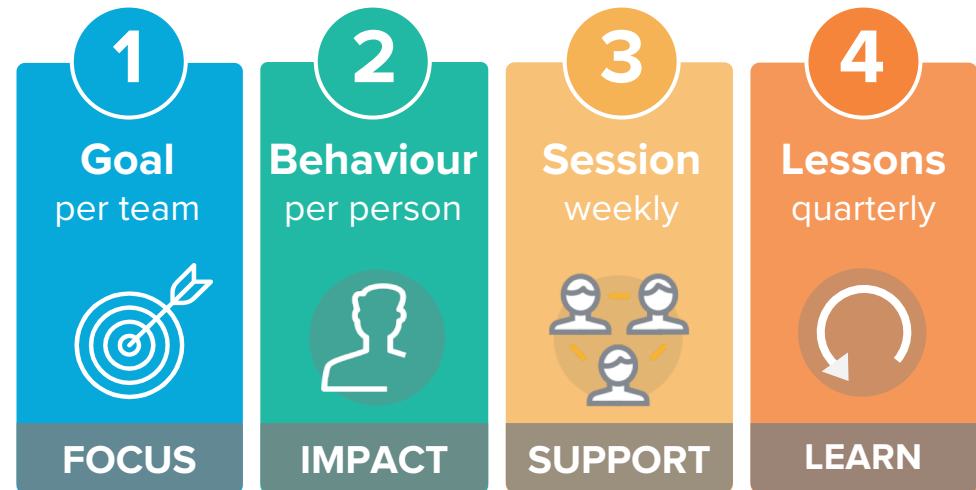 1
Goal
per team
FOCUS
2
Behaviour
per person
IMPACT
3
Session
weekly
SUPPORT
4
Lessons
quarterly
LEARN